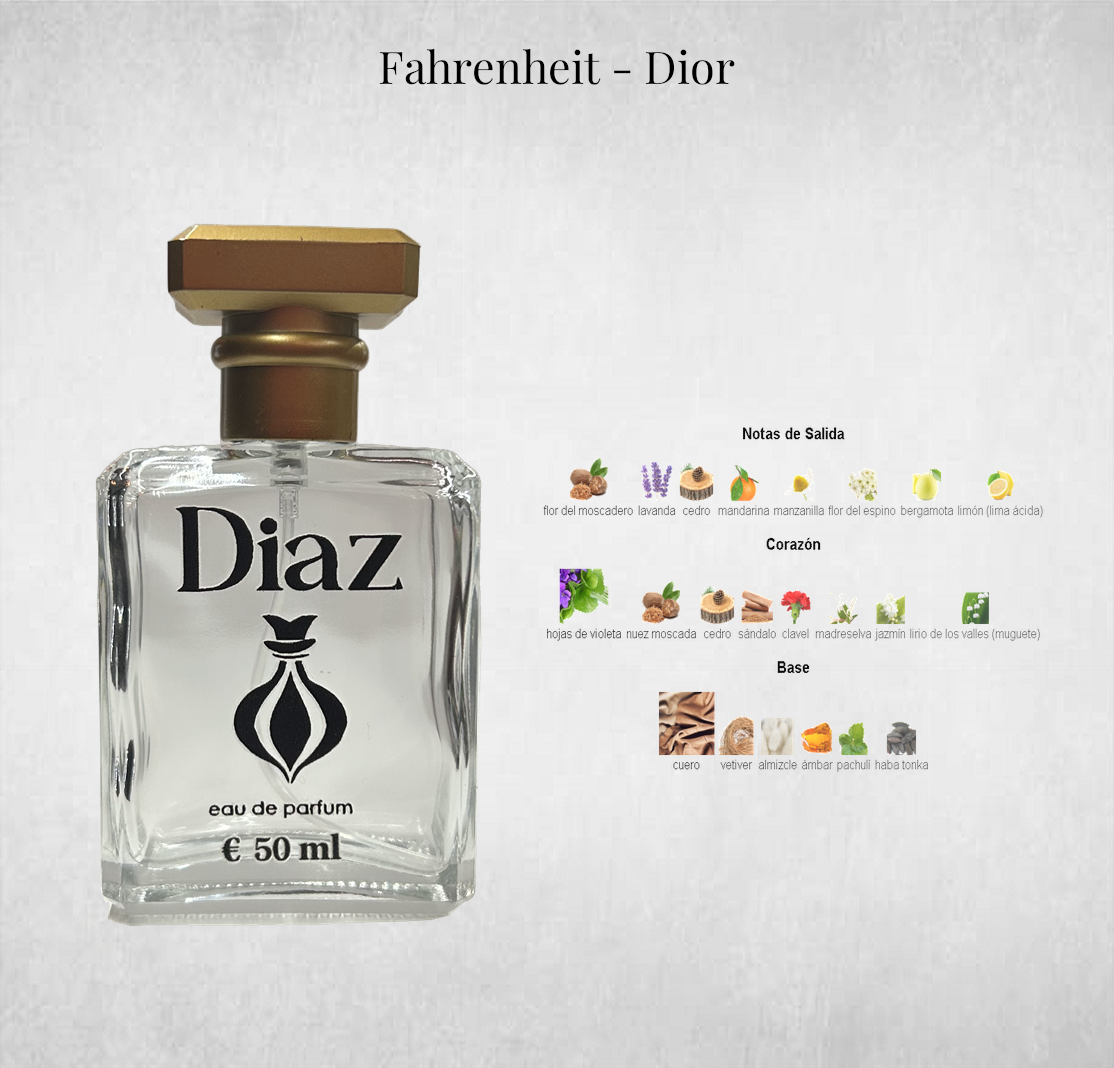 Fahrenheit - Dior
Diaz
eau de parfum
€ 50 ml
Notas de Salida
flor del moscadero lavanda cedro mandarina manzanilla flor del espino bergamota limón (lima ácida)
Corazón
hojas de violeta nuez moscada cedro sándalo clavel madreselva jazmín lirio de los valles (muguete)
Base
cuero vetiver almizcle ámbar pachulí haba tonka